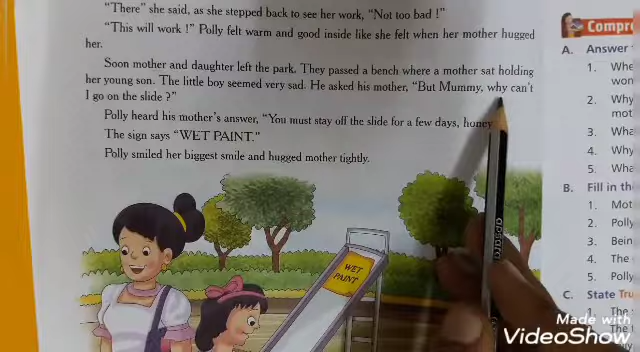 "There" she said, as she stepped back to see her work, "Not too bad !"
"This will work !" Polly felt warm and good inside like she felt when her mother hugged
her.
Soon mother and daughter left the park. They passed a bench where a mother sat holding
her young son. The little boy seemed very sad. He asked his mother, "But Mummy, why can't
I go on the slide ?"
Polly heard his mother's answer, "You must stay off the slide for a few days, honey
The sign says "WET PAINT."
Polly smiled her biggest smile and hugged mother tightly.
WET
PAINT
apsara
Compr
A. Answer
1. Whe
won
2. Why
mot
3. Wha
4. Why
5. Wha
B. Fill in th
1. Mot
2. Polly
3. Bein
4. The
5. Polly
C. State Tru
1. The
The l
Made with
VideoShow